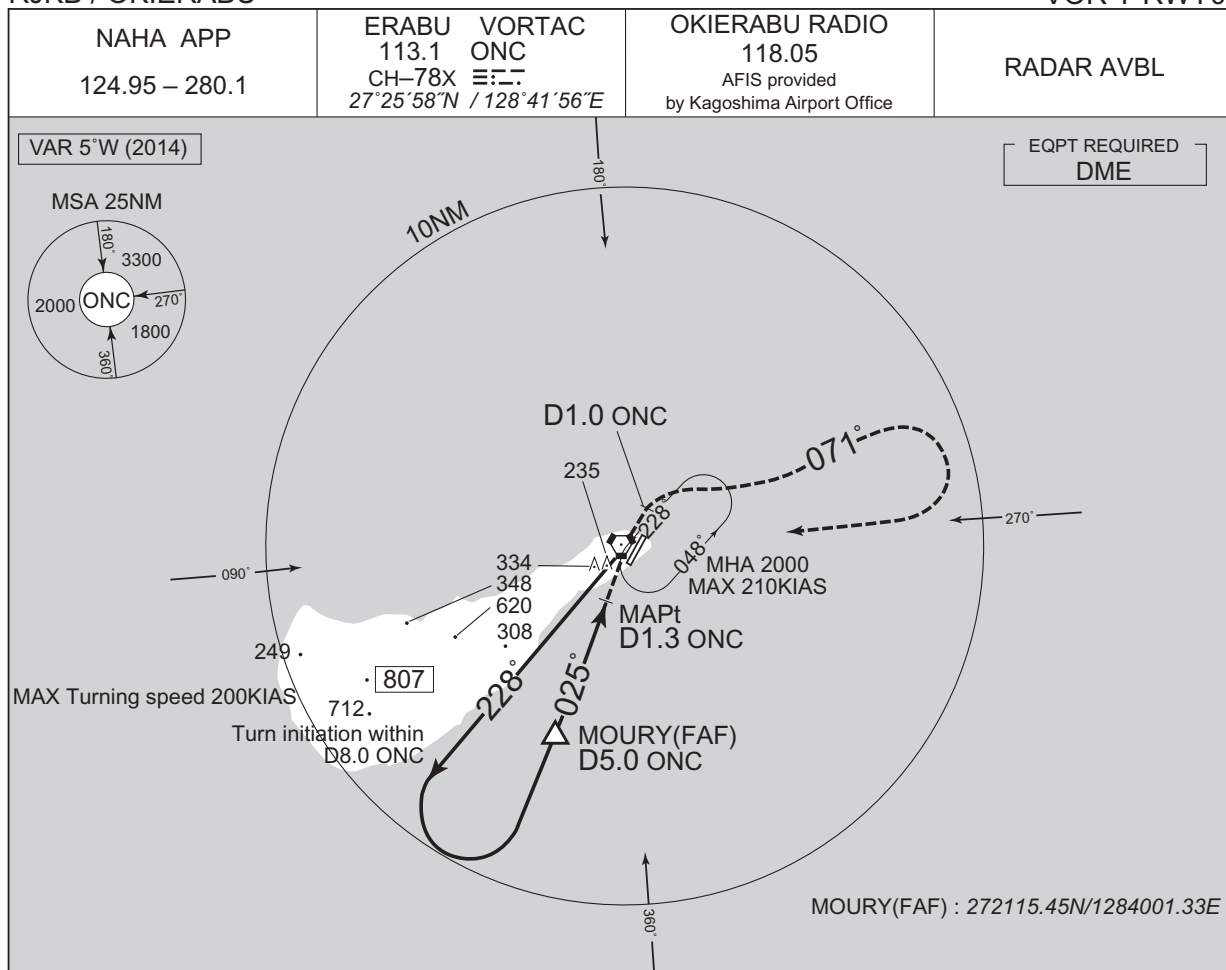 NAHA APP
124.95 – 280.1
ERABU VORTAC
113.1 ONC
CH–78X
27°25´58˝N / 128°41´56˝E
OKIERABU RADIO
118.05
AFIS provided
by Kagoshima Airport Office
RADAR AVBL
VAR 5°W (2014)
EQPT REQUIRED
DME
MSA 25NM
180°
3300
2000
ONC
270°
1800
360°
10NM
180°
D1.0 ONC
071°
235
228°
270°
334
348
620
308
048°
MHA 2000
MAX 210KIAS
090°
MAPt
D1.3 ONC
249
807
228°
025°
MAX Turning speed 200KIAS
712
Turn initiation within
D8.0 ONC
MOURY(FAF)
D5.0 ONC
360°
MOURY(FAF) : 272115.45N/1284001.33E